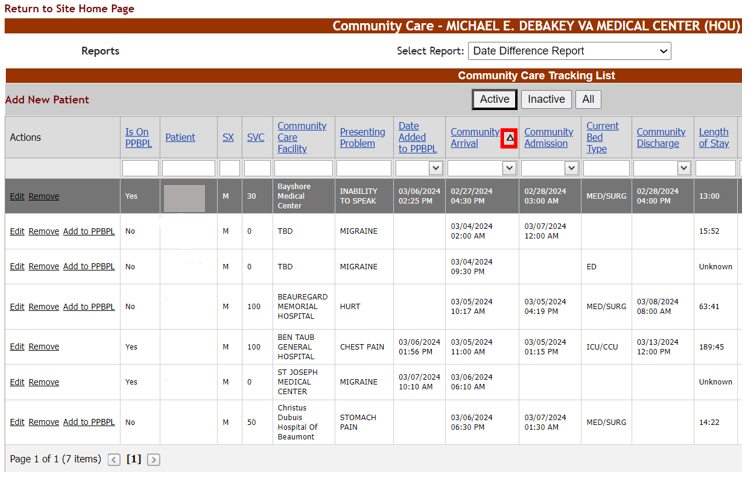 Return to Site Home Page
Community Care - MICHAEL E. DEBAKEY VA MEDICAL CENTER (HOU)
Reports
Select Report: Date Difference Report
Community Care Tracking List
Add New Patient
Active Inactive All
Actions
Is On PPBPL
Patient
SX
SVC
Community Care Facility
Presenting Problem
Date Added to PPBPL
Community Arrival
Community Admission
Current Bed Type
Community Discharge
Length of Stay
Edit Remove Yes M 30 Bayshore Medical Center INABILITY TO SPEAK 03/06/2024 02:25 PM 02/27/2024 04:30 PM 02/28/2024 03:00 AM MED/SURG 02/28/2024 04:00 PM 13:00
Edit Remove Add to PPBPL No M 0 TBD MIGRAINE 03/04/2024 02:00 AM 03/07/2024 12:00 AM 15:52
Edit Remove Add to PPBPL No M 0 TBD MIGRAINE 03/04/2024 09:30 PM ED Unknown
Edit Remove Add to PPBPL No M 100 BEAUREGARD MEMORIAL HOSPITAL HURT 03/05/2024 10:17 AM 03/05/2024 04:19 PM MED/SURG 03/08/2024 08:00 AM 63:41
Edit Remove Yes M 100 BEN TAUB GENERAL HOSPITAL CHEST PAIN 03/06/2024 01:56 PM 03/05/2024 11:00 AM 03/05/2024 01:15 PM ICU/CCU 03/13/2024 12:00 PM 189:45
Edit Remove Yes M 0 ST JOSEPH MEDICAL CENTER MIGRAINE 03/07/2024 10:10 AM 03/06/2024 06:10 AM Unknown
Edit Remove Add to PPBPL No M 50 Christus Dubuis Hospital Of Beaumont STOMACH PAIN 03/06/2024 06:30 PM 03/07/2024 01:30 AM MED/SURG 14:22
Page 1 of 1 (7 items) < [1] >